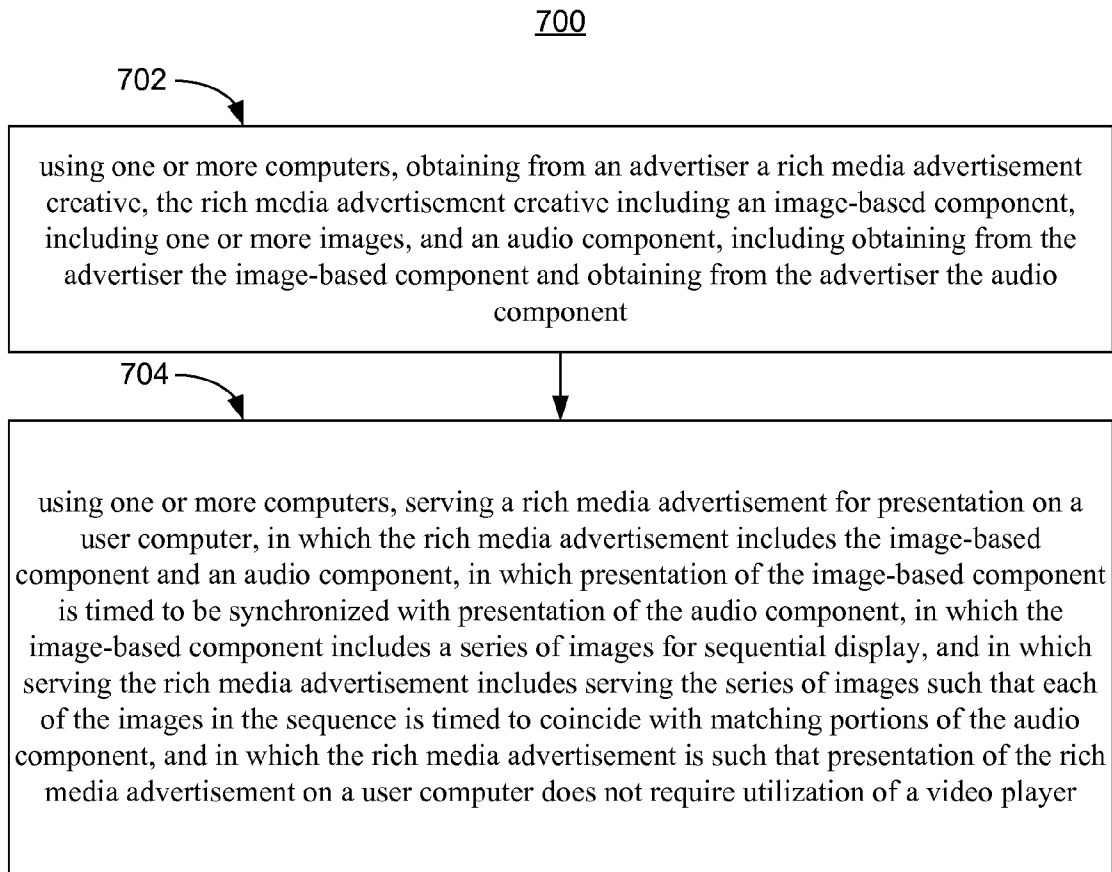 700
702
using one or more computers, obtaining from an advertiser a rich media advertisement
creative, the rich media advertisement creative including an image-based component,
including one or more images, and an audio component, including obtaining from the
advertiser the image-based component and obtaining from the advertiser the audio
component
704
using one or more computers, serving a rich media advertisement for presentation on a
user computer, in which the rich media advertisement includes the image-based
component and an audio component, in which presentation of the image-based component
is timed to be synchronized with presentation of the audio component, in which the
image-based component includes a series of images for sequential display, and in which
serving the rich media advertisement includes serving the series of images such that each
of the images in the sequence is timed to coincide with matching portions of the audio
component, and in which the rich media advertisement is such that presentation of the rich
media advertisement on a user computer does not require utilization of a video player